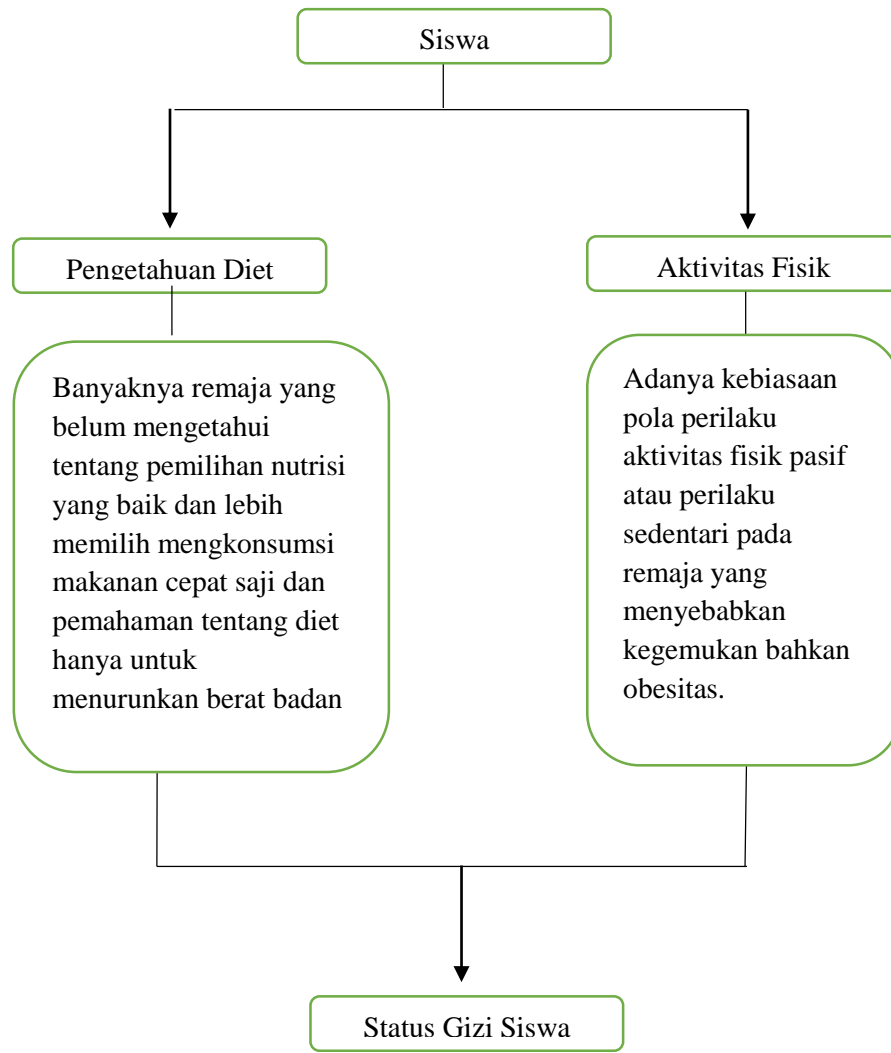 Siswa
Pengetahuan Diet
Aktivitas Fisik
Banyaknya remaja yang
belum mengetahui
tentang pemilihan nutrisi
yang baik dan lebih
memilih mengkonsumsi
makanan cepat saji dan
pemahaman tentang diet
hanya untuk
menurunkan berat badan
Adanya kebiasaan
pola perilaku
aktivitas fisik pasif
atau perilaku
sedentari pada
remaja yang
menyebabkan
kegemukan bahkan
obesitas.
Status Gizi Siswa